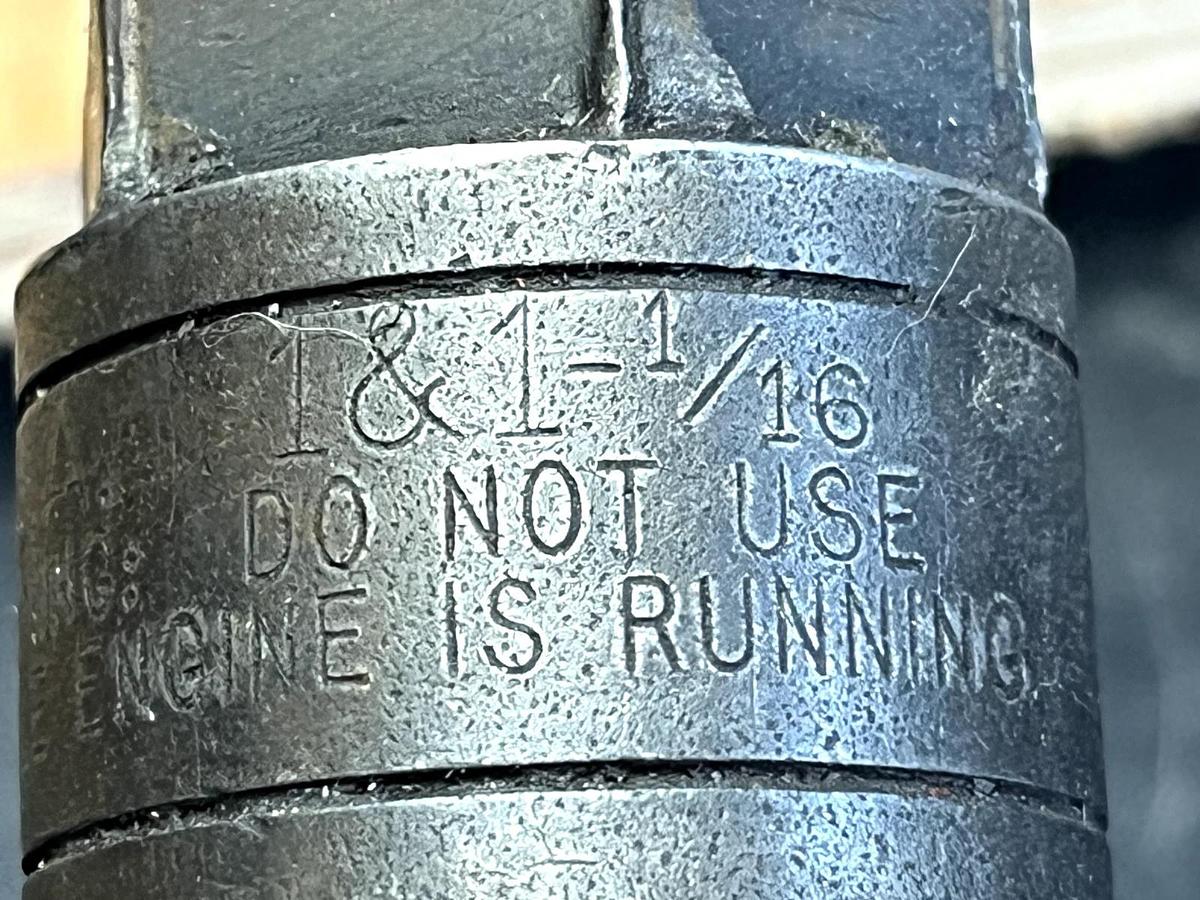 1 & 1-1/16
DO NOT USE
ENGINE IS RUNNING